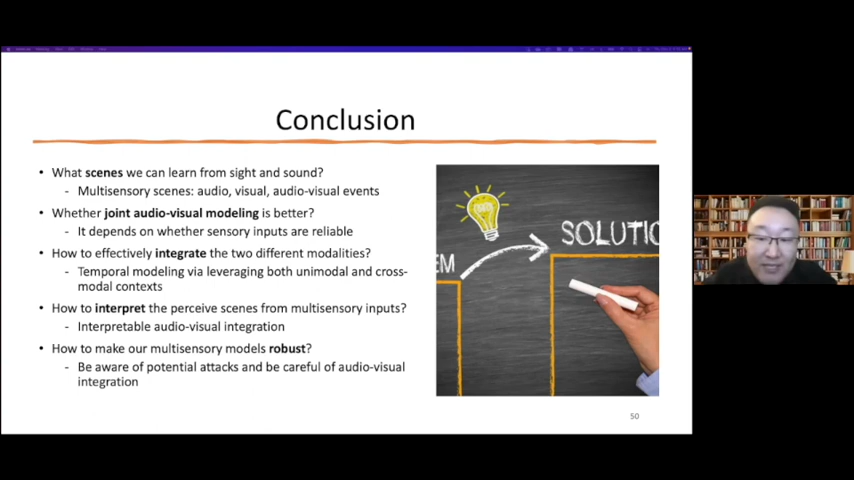 Conclusion
• What scenes we can learn from sight and sound?
- Multisensory scenes: audio, visual, audio-visual events
• Whether joint audio-visual modeling is better?
- It depends on whether sensory inputs are reliable
• How to effectively integrate the two different modalities?
- Temporal modeling via leveraging both unimodal and cross-
modal contexts
• How to interpret the perceive scenes from multisensory inputs?
- Interpretable audio-visual integration
• How to make our multisensory models robust?
- Be aware of potential attacks and be careful of audio-visual
integration
EM
SOLUTIO
50